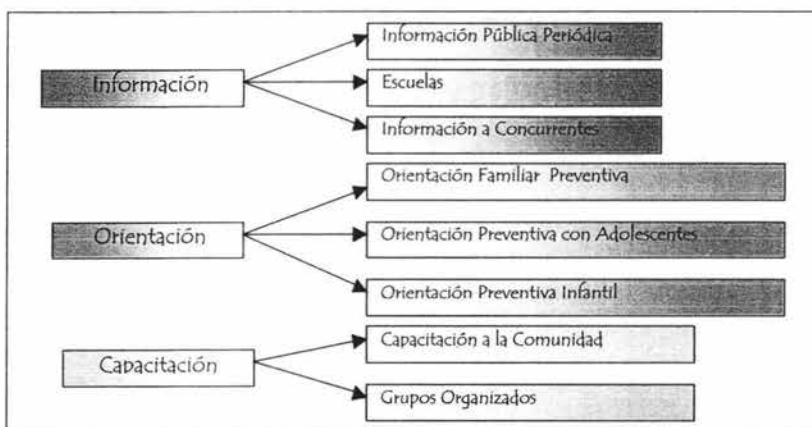 Información
Información Pública Periódica
Escuelas
Información a Concurrentes
Orientación
Orientación Familiar Preventiva
Orientación Preventiva con Adolescentes
Orientación Preventiva Infantil
Capacitación
Capacitación a la Comunidad
Grupos Organizados